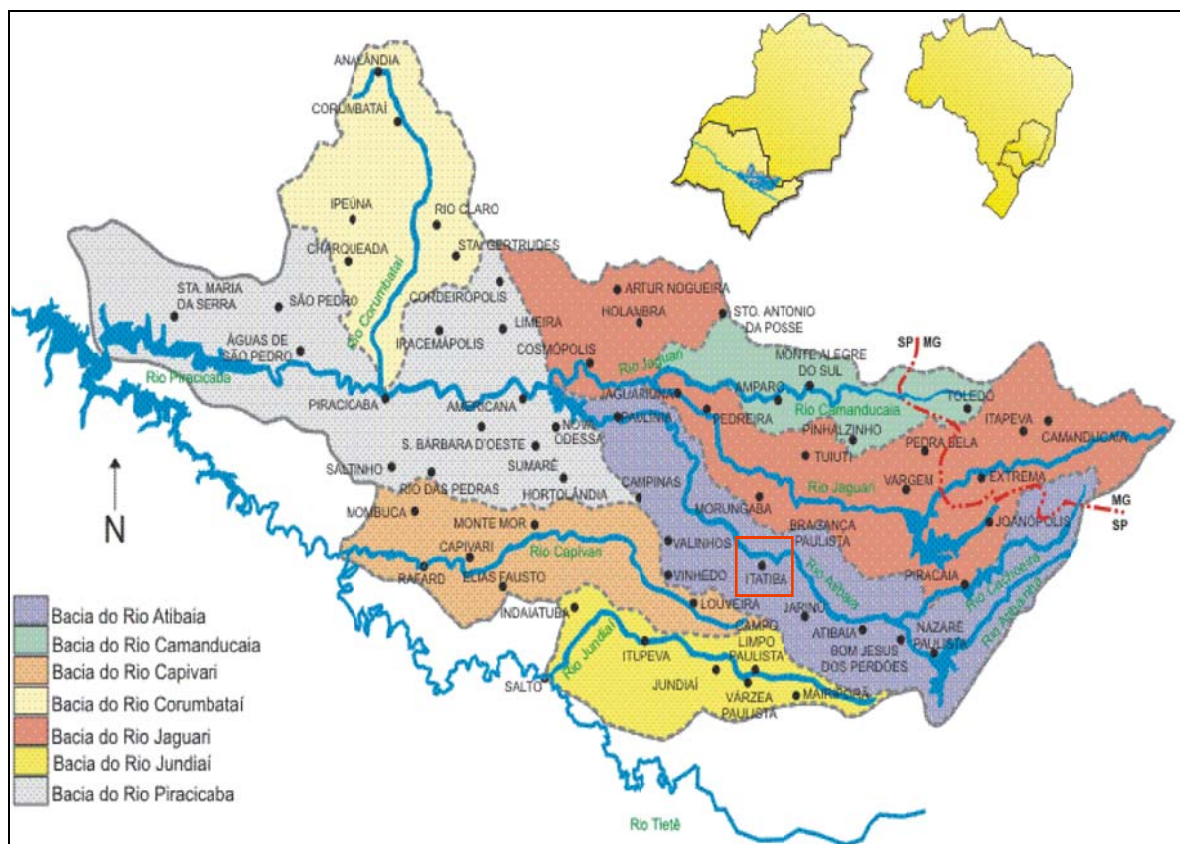 ANALÂNDIA
CORUMBATAÍ
IPEÚNA
RIO CLARO
CHARQUEADA
STA. GERTRUDES
Rio Corumbataí
CORDEIRÓPOLIS
STA. MARIA
DA SERRA
SÃO PEDRO
ÁGUAS DE
SÃO PEDRO
IRACEMÁPOLIS
LIMEIRA
ARTUR NOGUEIRA
HOLAMBRA
STO. ANTONIO
DA POSSE
COSMÓPOLIS
Rio Jaguari
MONTE ALEGRE
DO SUL
SP
MG
Rio Piracicaba
PIRACICABA
AMERICANA
JAGUARIÚNA
AMPARO
TOLEDO
Rio Camanducaia
ITAPEVA
PAULÍNIA
PEDREIRA
PINHALZINHO
PEDRA BELA
CAMANDUCAIA
NOVA
ODESSA
S. BÁRBARA D'OESTE
TUIUTI
SALTINHO
SUMARÉ
RIO DAS PEDRAS
HORTOLÂNDIA
CAMPINAS
Rio Jaguari
VARGEM
EXTREMA
MG
SP
MOMBUCA
MONTE MOR
MORUNGABA
BRAGANÇA
PAULISTA
JOANÓPOLIS
N
CAPIVARI
Rio Capivari
VALINHOS
RAFARD
ELIAS FAUSTO
VINHEDO
ITATIBA
Rio Atibaia
PIRACAIA
Rio Cachoeira
Rio Atibainha
INDAIATUBA
LOUVEIRA
JARINÚ
CAMPO
LIMPO
PAULISTA
ATIBAIA
NAZARÉ
PAULISTA
BOM JESUS
DOS PERDÕES
Rio Jundiaí
ITUPEVA
SALTO
JUNDIAÍ
VÁRZEA
PAULISTA
MAIRIPORÃ
Rio Tietê
Bacia do Rio Atibaia
Bacia do Rio Camanducaia
Bacia do Rio Capivari
Bacia do Rio Corumbataí
Bacia do Rio Jaguari
Bacia do Rio Jundiaí
Bacia do Rio Piracicaba